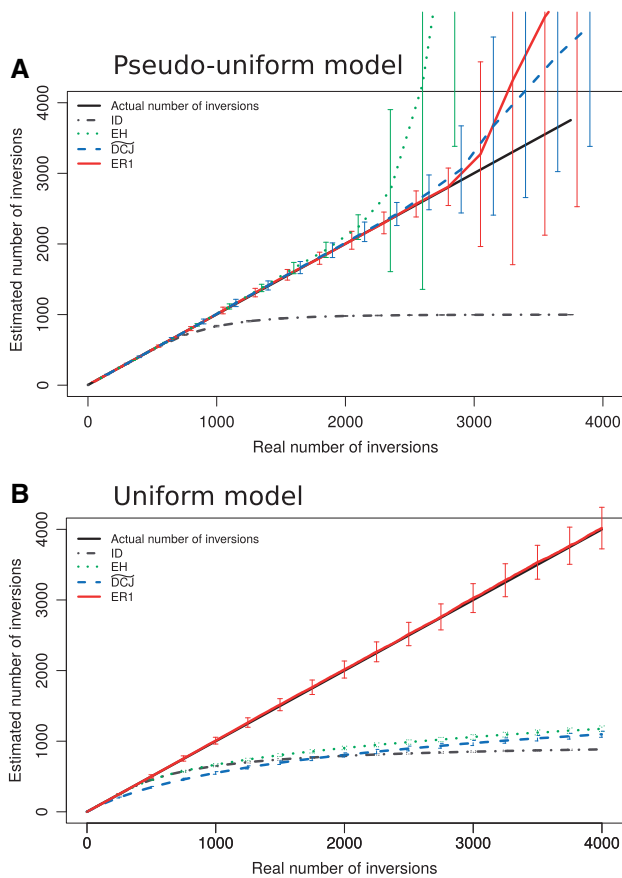 A
Pseudo-uniform model
Actual number of inversions
ID
EH
DCJ
ER1
Estimated number of inversions
4000
3000
2000
1000
0
0 1000 2000 3000 4000
Real number of inversions
B
Uniform model
Actual number of inversions
ID
EH
DCJ
ER1
Estimated number of inversions
4000
3000
2000
1000
0
0 1000 2000 3000 4000
Real number of inversions